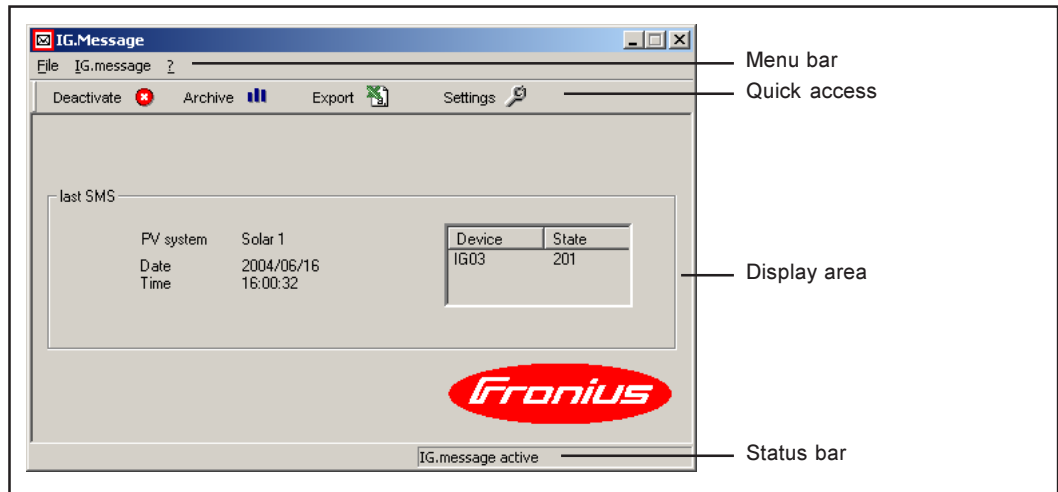 IG.Message
File IG.message ?
Menu bar
Deactivate Archive Export Settings
Quick access
last SMS
PV system Solar 1
Date 2004/06/16
Time 16:00:32
Device State
IG03 201
Display area
Fronius
IG.message active
Status bar